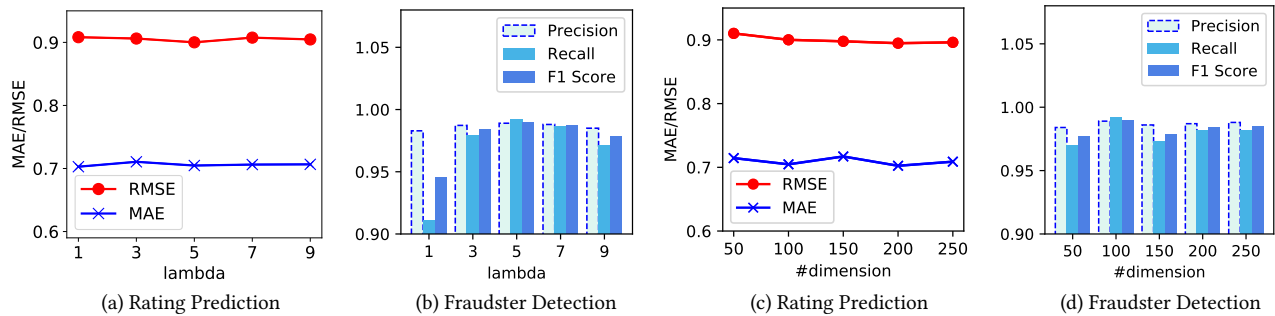 MAE/RMSE
0.9
0.8
0.7
0.6
RMSE
MAE
1 3 5 7 9
lambda
(a) Rating Prediction
1.05
1.00
0.95
0.90
Precision
Recall
F1 Score
1 3 5 7 9
lambda
(b) Fraudster Detection
MAE/RMSE
0.9
0.8
0.7
0.6
RMSE
MAE
50 100 150 200 250
#dimension
(c) Rating Prediction
1.05
1.00
0.95
0.90
Precision
Recall
F1 Score
50 100 150 200 250
#dimension
(d) Fraudster Detection